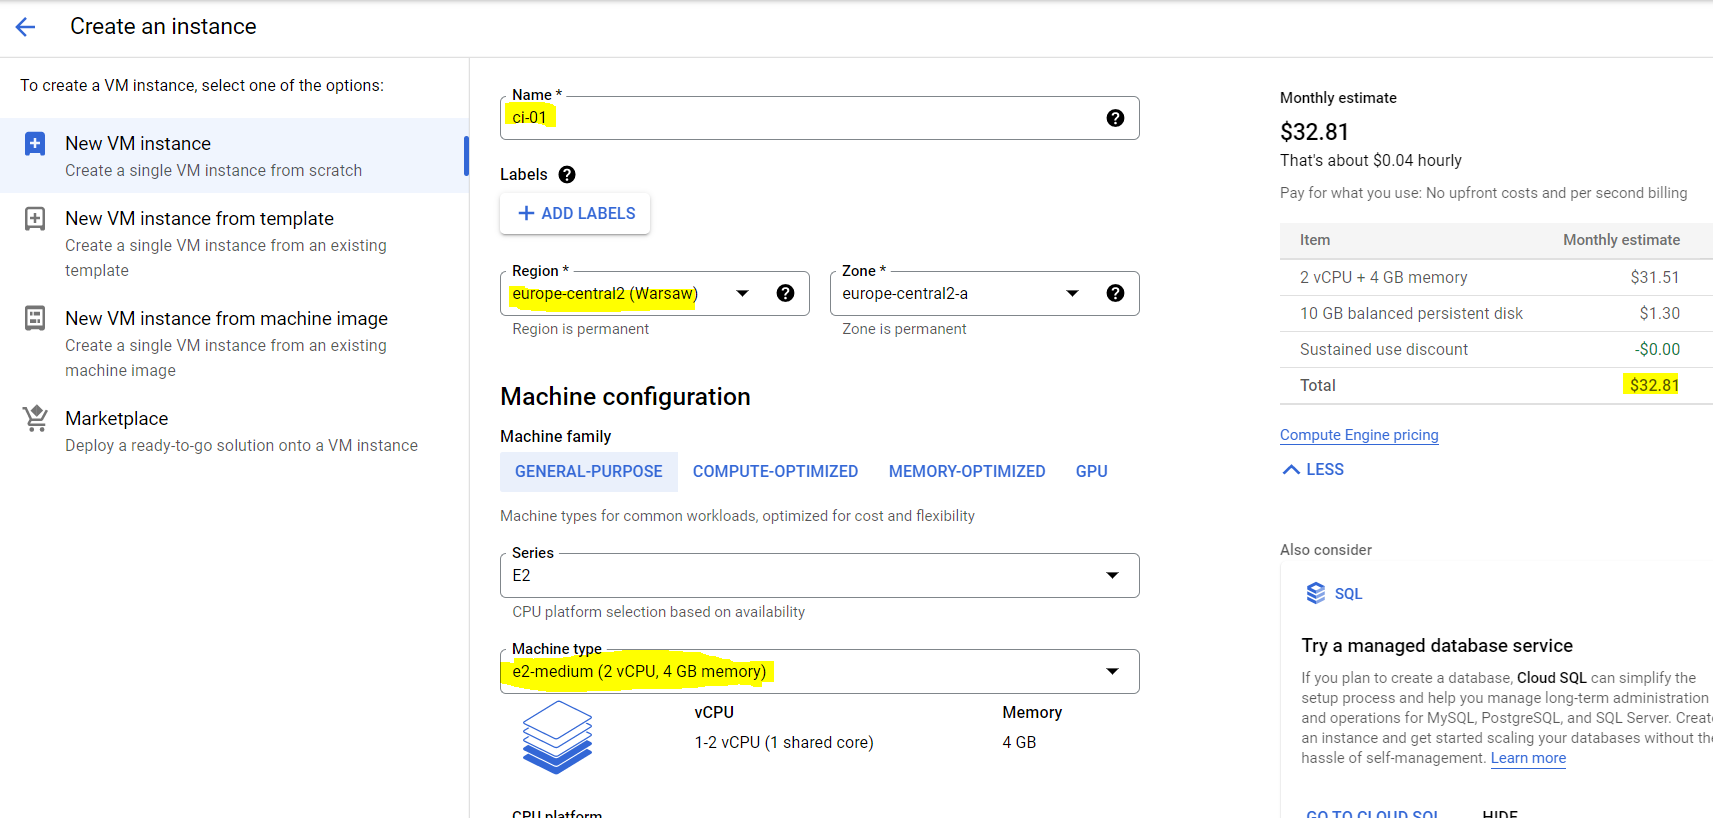 Create an instance
To create a VM instance, select one of the options:
New VM instance
Create a single VM instance from scratch
New VM instance from template
Create a single VM instance from an existing
template
New VM instance from machine image
Create a single VM instance from an existing
machine image
Marketplace
Deploy a ready-to-go solution onto a VM instance
Name *
ci-01
Labels
ADD LABELS
Region *
europe-central2 (Warsaw)
Region is permanent
Zone *
europe-central2-a
Zone is permanent
Machine configuration
Machine family
GENERAL-PURPOSE COMPUTE-OPTIMIZED MEMORY-OPTIMIZED GPU
Machine types for common workloads, optimized for cost and flexibility
Series
E2
CPU platform selection based on availability
Machine type
e2-medium (2 vCPU, 4 GB memory)
vCPU Memory
1-2 vCPU (1 shared core) 4 GB
CPU platform
Monthly estimate
$32.81
That's about $0.04 hourly
Pay for what you use: No upfront costs and per second billing
Item Monthly estimate
2 vCPU + 4 GB memory $31.51
10 GB balanced persistent disk $1.30
Sustained use discount -$0.00
Total $32.81
Compute Engine pricing
LESS
Also consider
SQL
Try a managed database service
If you plan to create a database, Cloud SQL can simplify the
setup process and help you manage long-term administration
and operations for MySQL, PostgreSQL, and SQL Server. Creat
an instance and get started scaling your databases without th
hassle of self-management. Learn more
GO TO CLOUD SQL HIDE